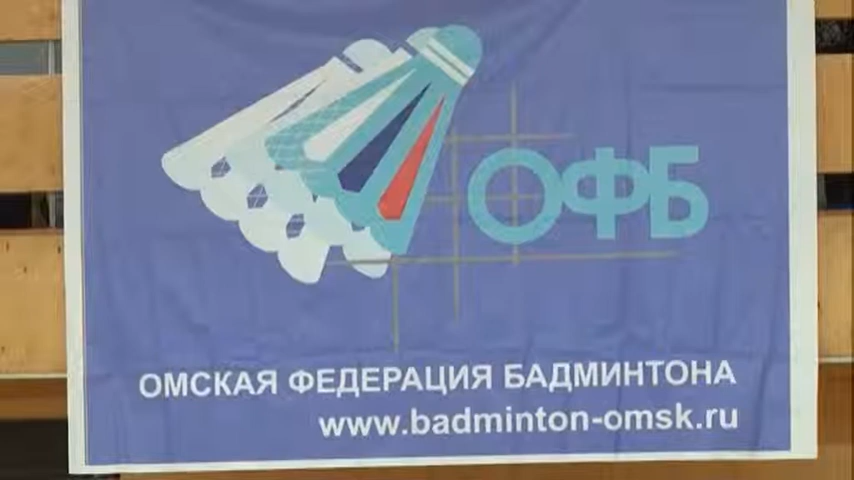 ОФБ
ОМСКАЯ ФЕДЕРАЦИЯ БАДМИНТОНА
www.badminton-omsk.ru